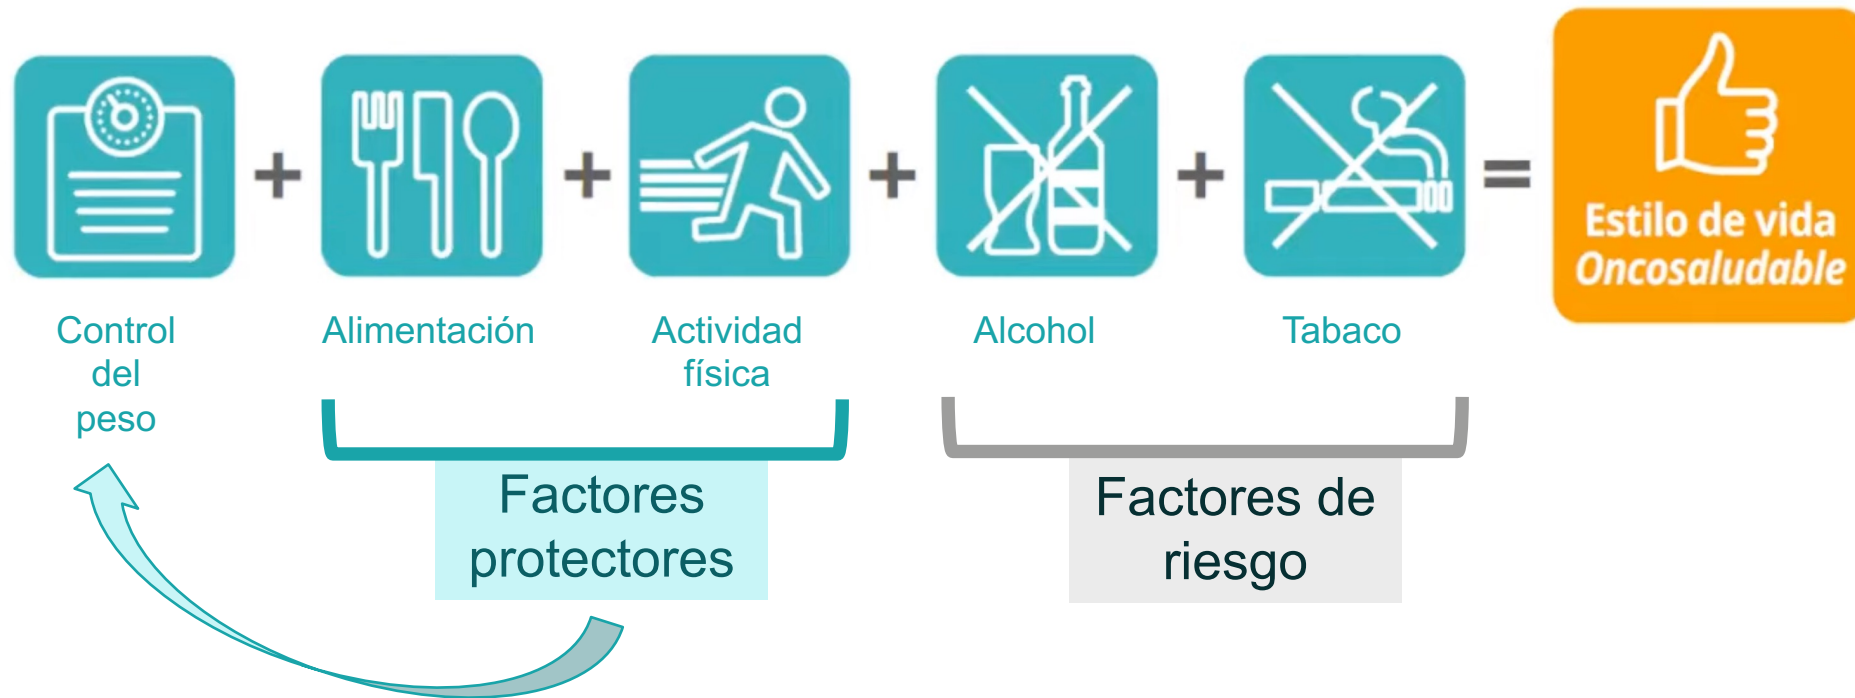 Estilo de vida
Oncosaludable
Control
del
peso
Alimentación
Actividad
física
Alcohol
Tabaco
Factores
protectores
Factores de
riesgo